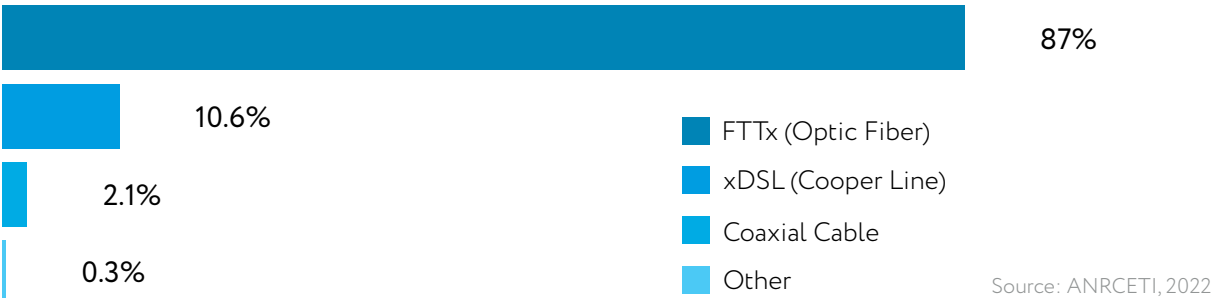 87%
10.6%
2.1%
0.3%
FTTx (Optic Fiber)
xDSL (Cooper Line)
Coaxial Cable
Other
Source: ANRCETI, 2022